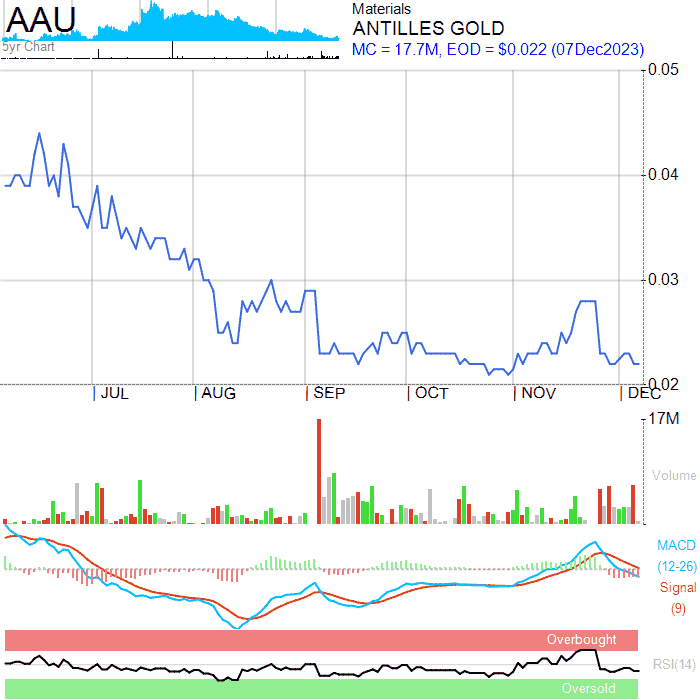 AAU
5yr Chart
Materials
ANTILLES GOLD
MC = 17.7M, EOD = $0.022 (07Dec2023)
0.05
0.04
0.03
0.02
JUL AUG SEP OCT NOV DEC
17M
Volume
MACD
(12-26)
Signal
(9)
Overbought
RSI(14)
Oversold